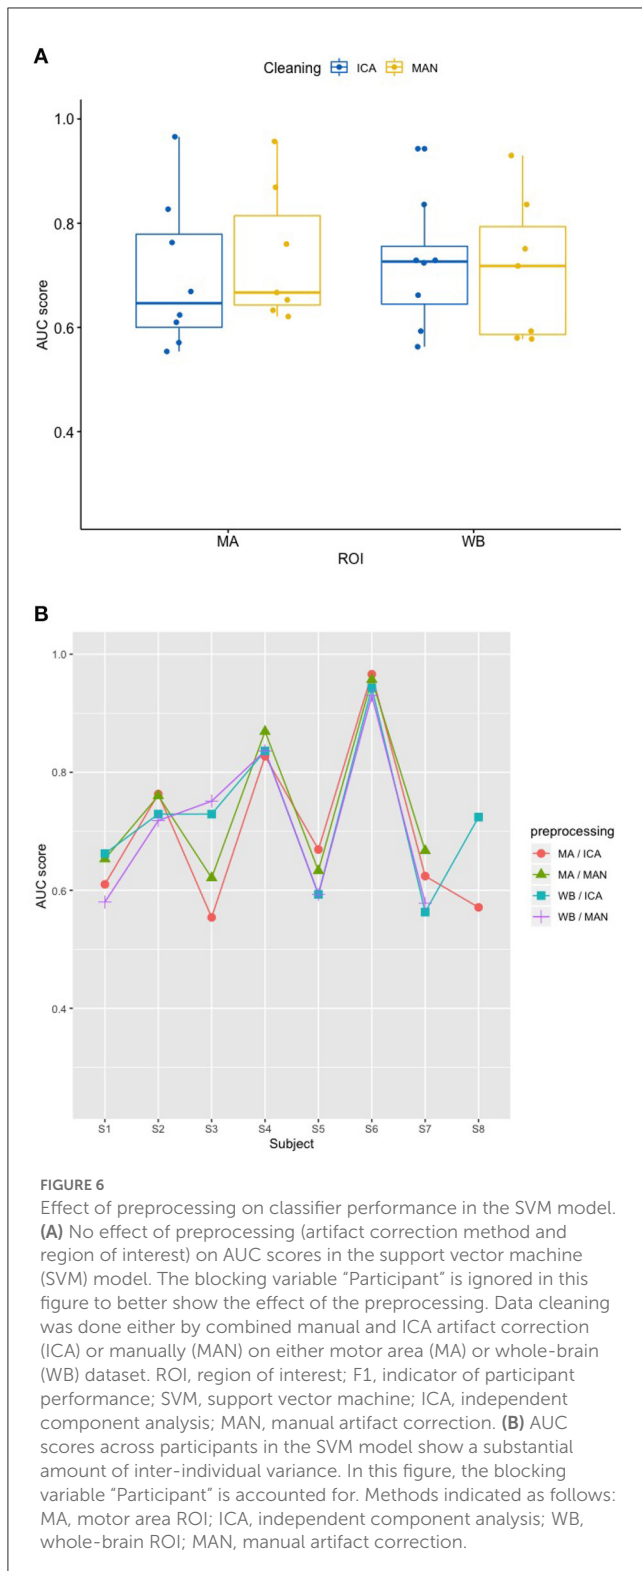 A
Cleaning ICA MAN
1.0
0.8
0.6
0.4
AUC score
MA WB
ROI
B
1.0
0.8
0.6
0.4
AUC score
preprocessing
MA / ICA
MA / MAN
WB / ICA
WB / MAN
S1 S2 S3 S4 S5 S6 S7 S8
Subject
FIGURE 6
Effect of preprocessing on classifier performance in the SVM model.
(A) No effect of preprocessing (artifact correction method and
region of interest) on AUC scores in the support vector machine
(SVM) model. The blocking variable “Participant” is ignored in this
figure to better show the effect of the preprocessing. Data cleaning
was done either by combined manual and ICA artifact correction
(ICA) or manually (MAN) on either motor area (MA) or whole-brain
(WB) dataset. ROI, region of interest; F1, indicator of participant
performance; SVM, support vector machine; ICA, independent
component analysis; MAN, manual artifact correction. (B) AUC
scores across participants in the SVM model show a substantial
amount of inter-individual variance. In this figure, the blocking
variable “Participant” is accounted for. Methods indicated as follows:
MA, motor area ROI; ICA, independent component analysis; WB,
whole-brain ROI; MAN, manual artifact correction.